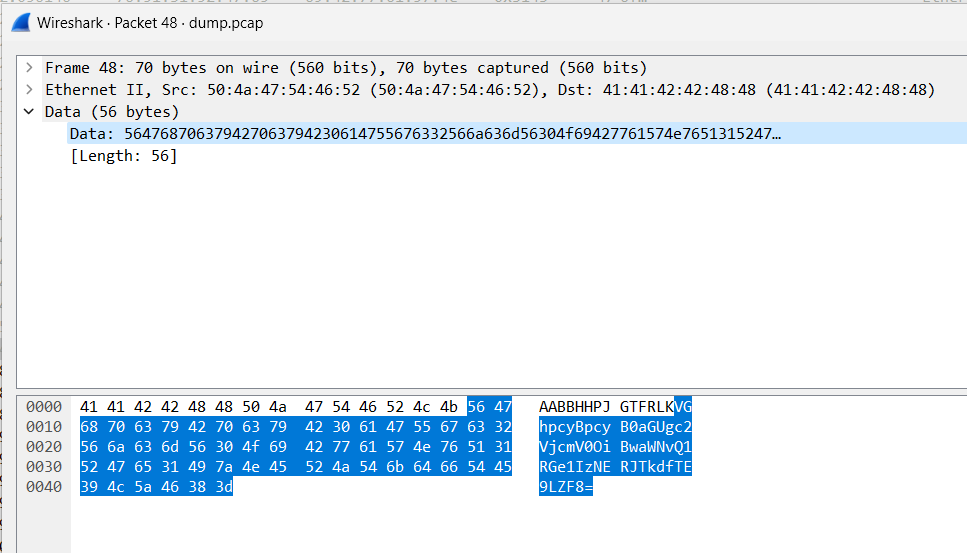 Wireshark · Packet 48 · dump.pcap
Frame 48: 70 bytes on wire (560 bits), 70 bytes captured (560 bits)
Ethernet II, Src: 50:4a:47:54:46:52 (50:4a:47:54:46:52), Dst: 41:41:42:42:48:48 (41:41:42:42:48:48)
Data (56 bytes)
Data: 564768706379427063794230614755676332566a636d56304f69427761574e7651315247…
[Length: 56]
0000 41 41 42 42 48 48 50 4a 47 54 46 52 4c 4b 56 47 AABBHHPJ GTFRLKVG
0010 68 70 63 79 42 70 63 79 42 30 61 47 55 67 63 32 hpcyBpcy B0aGUgc2
0020 56 6a 63 6d 56 30 4f 69 42 77 61 57 4e 76 51 31 VjcmV0Oi BwaWNvQ1
0030 52 47 65 31 49 7a 4e 45 52 4a 54 6b 64 66 54 45 RGe1IzNE RJTkdfTE
0040 39 4c 5a 46 38 3d 9LZF8=